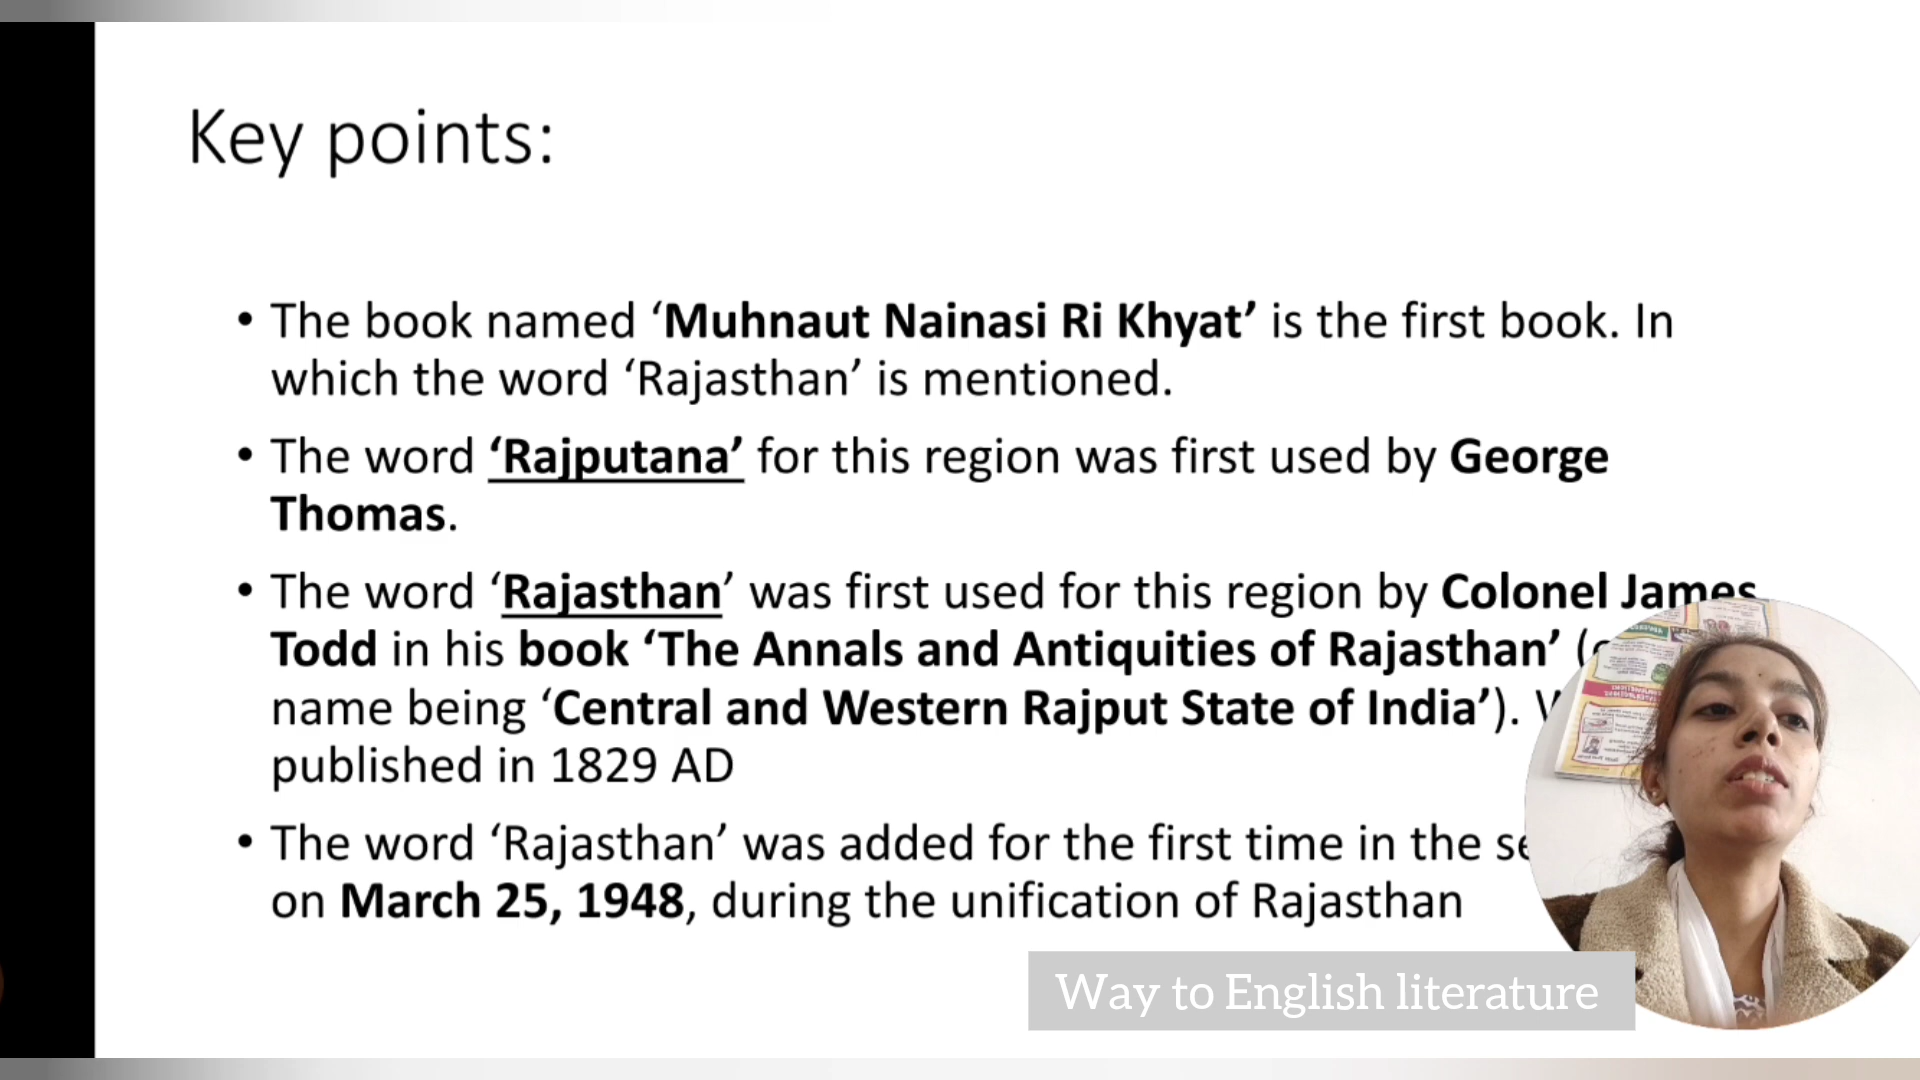 Key points:
• The book named ‘Muhnaut Nainasi Ri Khyat’ is the first book. In
which the word ‘Rajasthan’ is mentioned.
• The word ‘Rajputana’ for this region was first used by George
Thomas.
• The word ‘Rajasthan’ was first used for this region by Colonel James
Todd in his book ‘The Annals and Antiquities of Rajasthan’ (
name being ‘Central and Western Rajput State of India’).
published in 1829 AD
• The word ‘Rajasthan’ was added for the first time in the
on March 25, 1948, during the unification of Rajasthan
Way to English literature